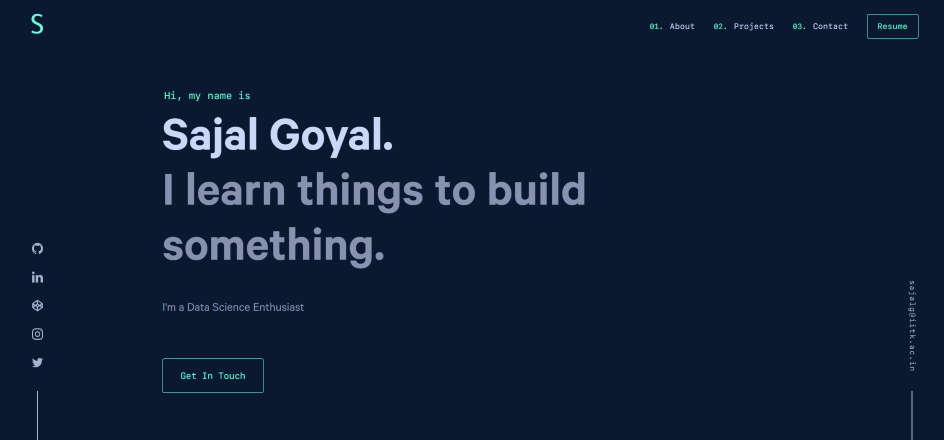 S
01. About 02. Projects 03. Contact Resume
Hi, my name is
Sajal Goyal.
I learn things to build
something.
I'm a Data Science Enthusiast
Get In Touch
sajalg@iitk.ac.in